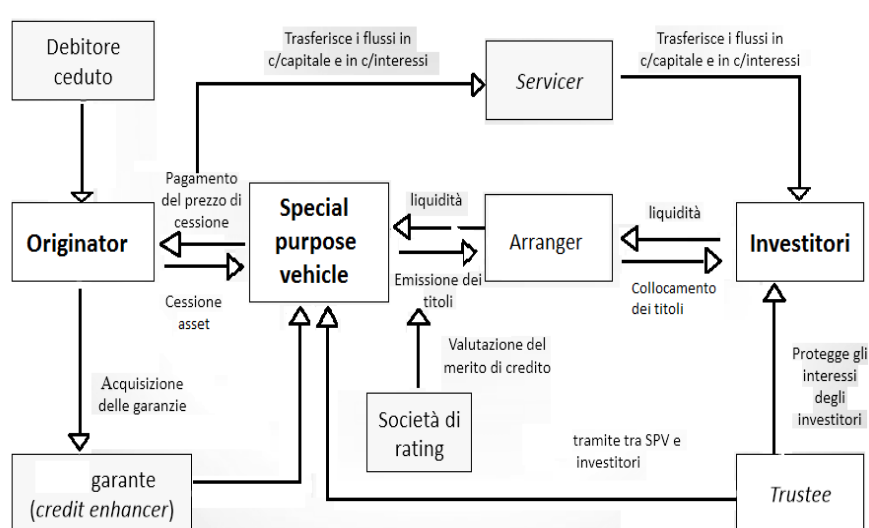 Debitore
ceduto
Trasferisce i flussi in
c/capitale e in c/interessi
Servicer
Trasferisce i flussi in
c/capitale e in c/interessi
Pagamento
del prezzo di
cessione
Originator
Special
purpose
vehicle
liquidità
Arranger
liquidità
Investitori
Cessione
asset
Emissione dei
titoli
Collocamento
dei titoli
Acquisizione
delle garanzie
Valutazione del
merito di credito
Protegge gli
interessi
degli
investitori
Società di
rating
tramite tra SPV e
investitori
garante
(credit enhancer)
Trustee